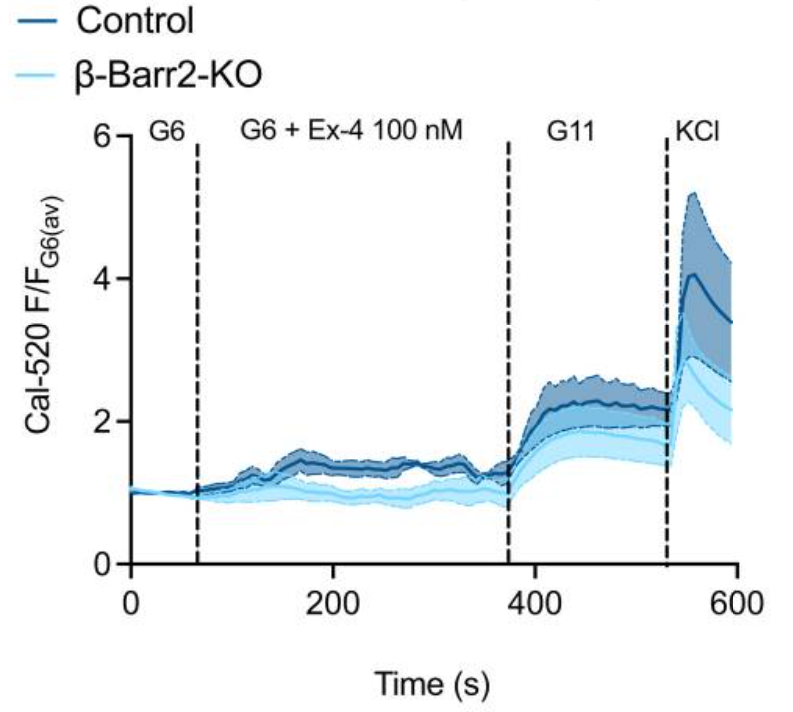 Control
β-Barr2-KO
G6 G6 + Ex-4 100 nM G11 KCl
Cal-520 F/F_G6(av)
6
4
2
0
0 200 400 600
Time (s)